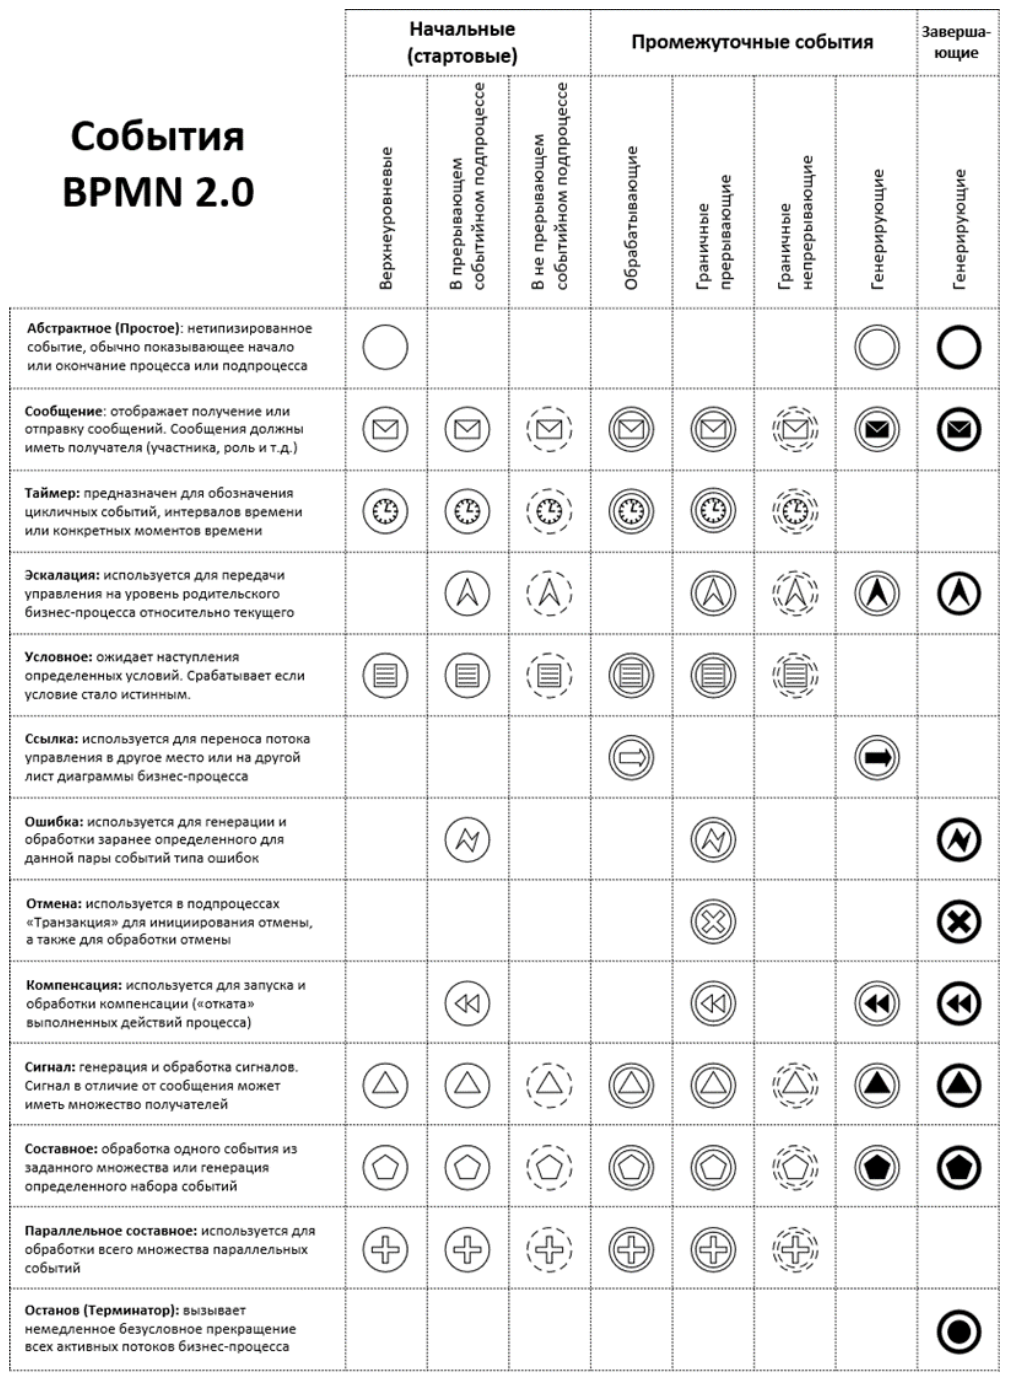 Начальные
(стартовые)
Промежуточные события
Заверша-
ющие
События
BPMN 2.0
Верхнеуровневые
В прерывающем
событийном подпроцессе
В не прерывающем
событийном подпроцессе
Обрабатывающие
Граничные
прерывающие
Граничные
непрерывающие
Генерирующие
Генерирующие
Абстрактное (Простое): нетипизированное
событие, обычно показывающее начало
или окончание процесса или подпроцесса
Сообщение: отображает получение или
отправку сообщений. Сообщения должны
иметь получателя (участника, роль и т.д.)
Таймер: предназначен для обозначения
цикличных событий, интервалов времени
или конкретных моментов времени
Эскалация: используется для передачи
управления на уровень родительского
бизнес-процесса относительно текущего
Условное: ожидает наступления
определенных условий. Срабатывает если
условие стало истинным.
Ссылка: используется для переноса потока
управления в другое место или на другой
лист диаграммы бизнес-процесса
Ошибка: используется для генерации и
обработки заранее определенного для
данной пары событий типа ошибок
Отмена: используется в подпроцессах
«Транзакция» для инициирования отмены,
а также для обработки отмены
Компенсация: используется для запуска и
обработки компенсации («отката»
выполненных действий процесса)
Сигнал: генерация и обработка сигналов.
Сигнал в отличие от сообщения может
иметь множество получателей
Составное: обработка одного события из
заданного множества или генерация
определенного набора событий
Параллельное составное: используется для
обработки всего множества параллельных
событий
Останов (Терминатор): вызывает
немедленное безусловное прекращение
всех активных потоков бизнес-процесса